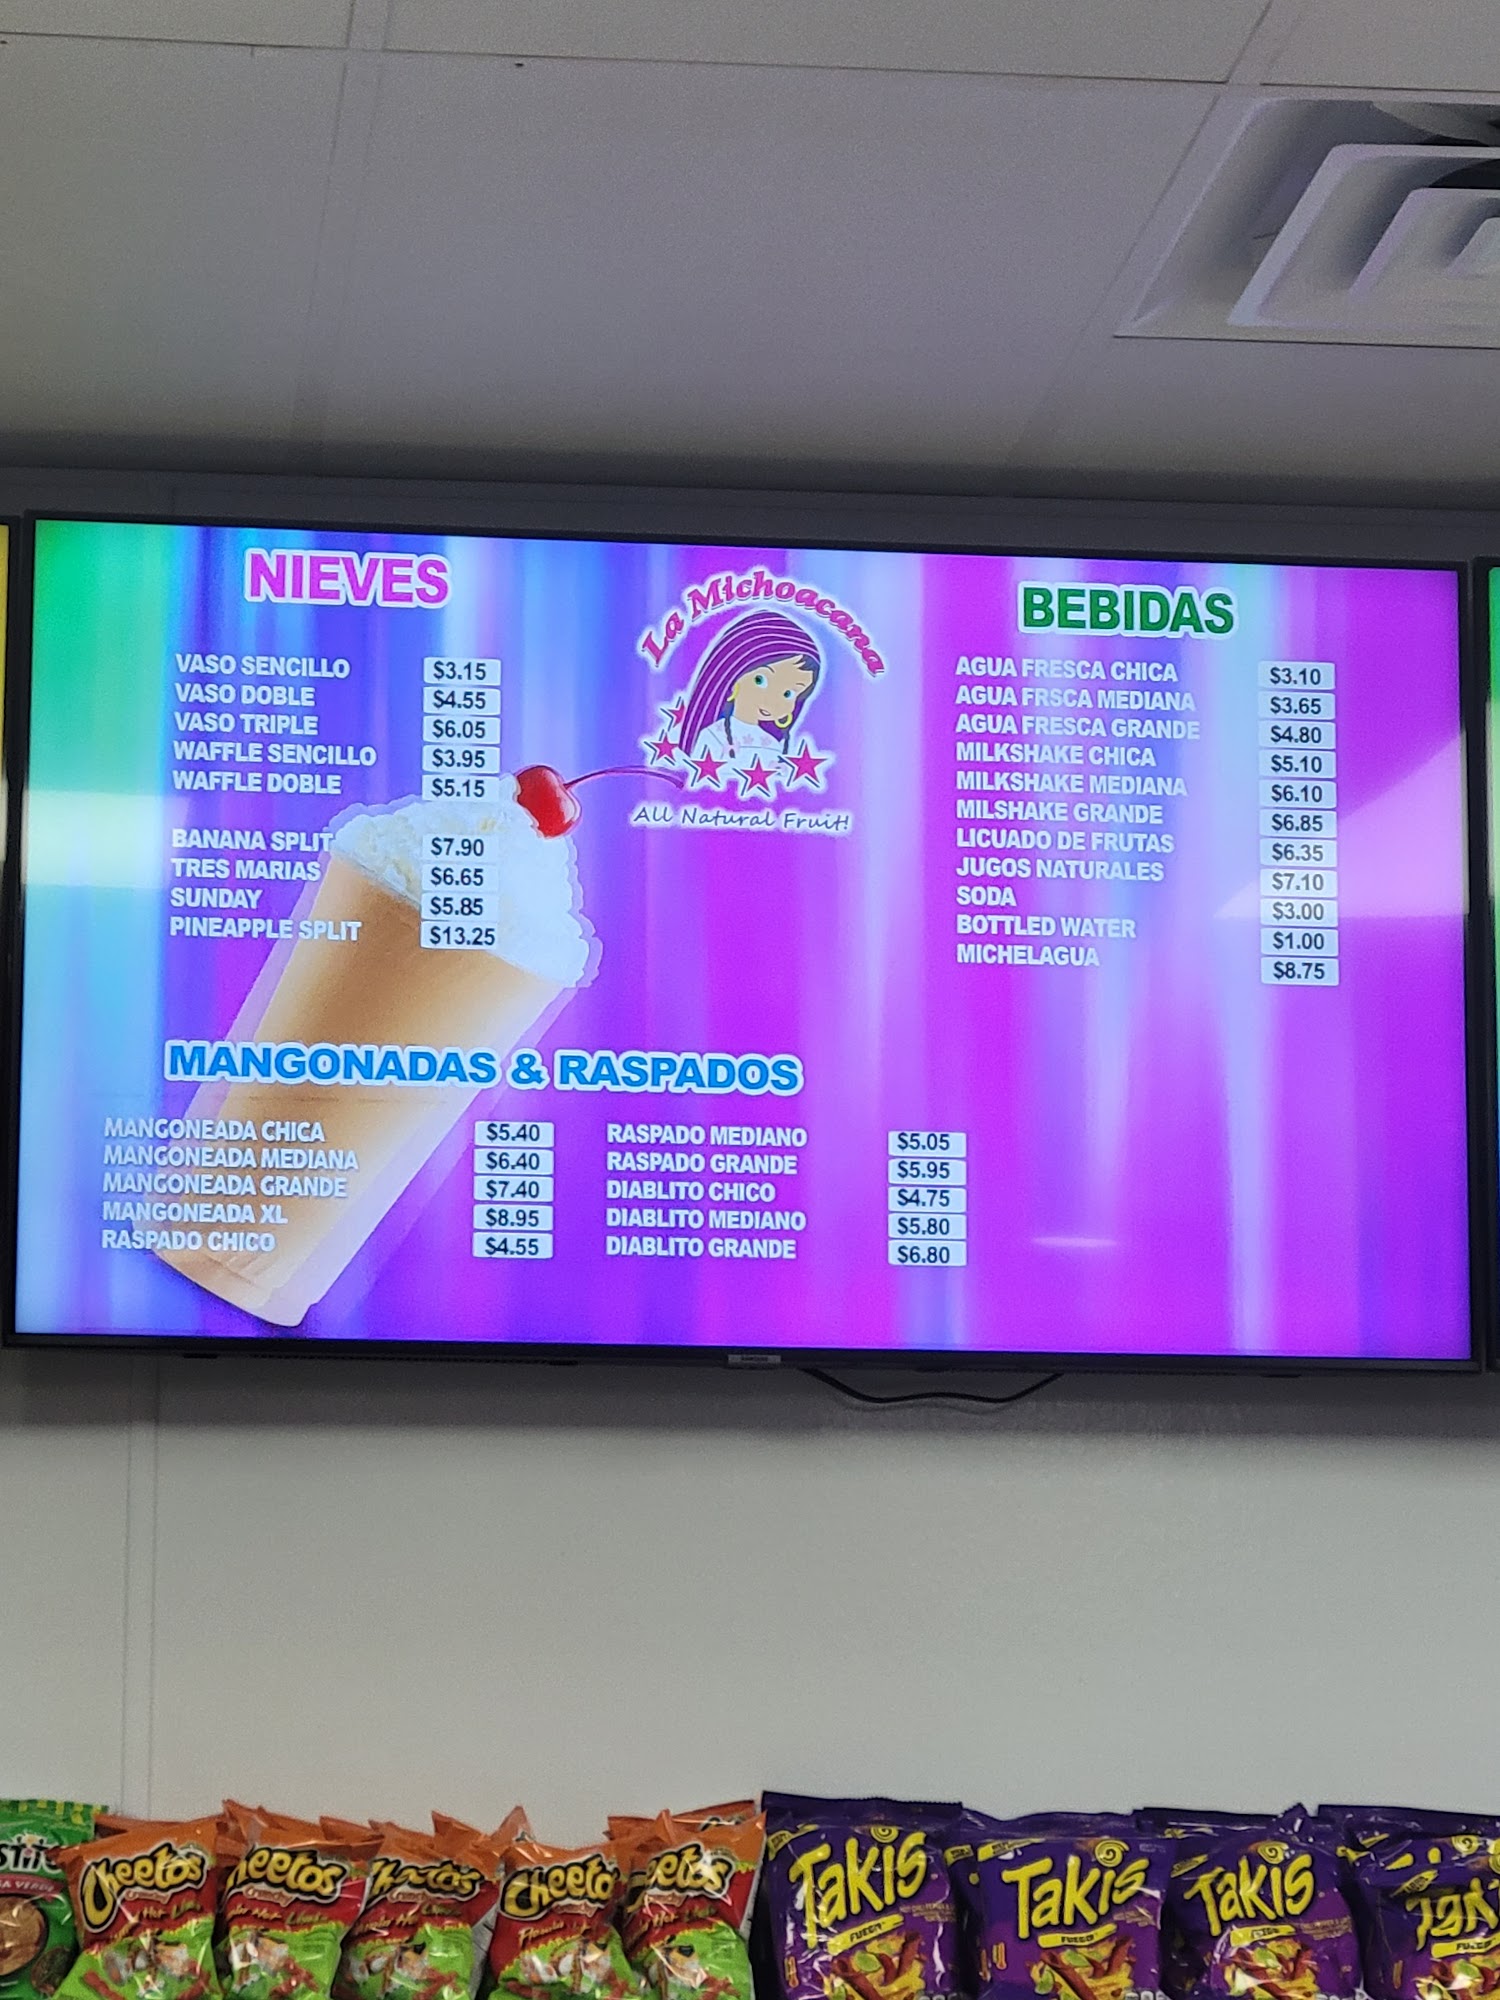 NIEVES
VASO SENCILLO $3.15
VASO DOBLE $4.55
VASO TRIPLE $6.05
WAFFLE SENCILLO $3.95
WAFFLE DOBLE $5.15
BANANA SPLIT $7.90
TRES MARIAS $6.65
SUNDAY $5.85
PINEAPPLE SPLIT $13.25
La Michoacana
All Natural Fruit!
BEBIDAS
AGUA FRESCA CHICA $3.10
AGUA FRSCA MEDIANA $3.65
AGUA FRESCA GRANDE $4.80
MILKSHAKE CHICA $5.10
MILKSHAKE MEDIANA $6.10
MILSHAKE GRANDE $6.85
LICUADO DE FRUTAS $6.35
JUGOS NATURALES $7.10
SODA $3.00
BOTTLED WATER $1.00
MICHELAGUA $8.75
MANGONADAS & RASPADOS
MANGONEADA CHICA $5.40
MANGONEADA MEDIANA $6.40
MANGONEADA GRANDE $7.40
MANGONEADA XL $8.95
RASPADO CHICO $4.55
RASPADO MEDIANO $5.05
RASPADO GRANDE $5.95
DIABLITO CHICO $4.75
DIABLITO MEDIANO $5.80
DIABLITO GRANDE $6.80
Cheetos
Cheetos
Cheetos
Takis
FUEGO
Takis
FUEGO
Takis
FUEGO